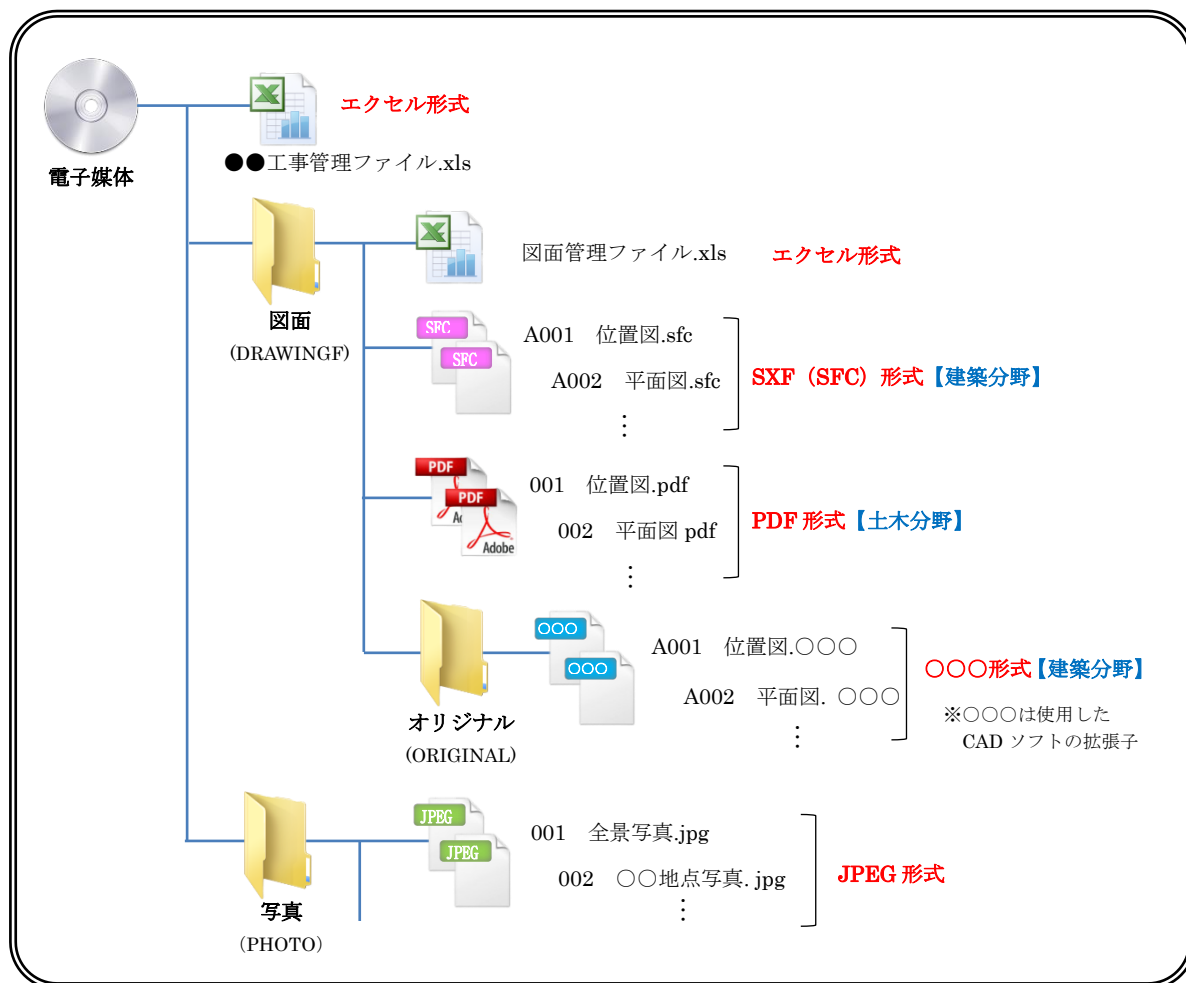 エクセル形式
●●工事管理ファイル.xls
電子媒体
図面管理ファイル.xls エクセル形式
図面
(DRAWINGF)
SFC
SFC
A001 位置図.sfc
A002 平面図.sfc
⋮
SXF（SFC）形式【建築分野】
PDF
PDF
Adobe
001 位置図.pdf
002 平面図 pdf
⋮
PDF 形式【土木分野】
オリジナル
(ORIGINAL)
○○○
○○○
A001 位置図.○○○
A002 平面図. ○○○
⋮
○○○形式【建築分野】
※○○○は使用した
CAD ソフトの拡張子
写真
(PHOTO)
JPEG
JPEG
001 全景写真.jpg
002 ○○地点写真. jpg
⋮
JPEG 形式